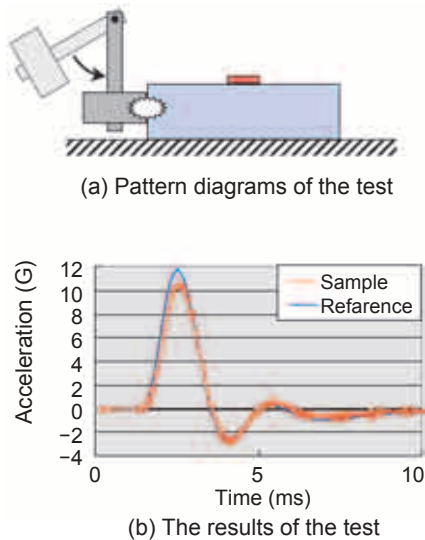 (a) Pattern diagrams of the test
Acceleration (G)
12
10
8
6
4
2
0
−2
−4
Sample
Refarence
0
5
10
Time (ms)
(b) The results of the test